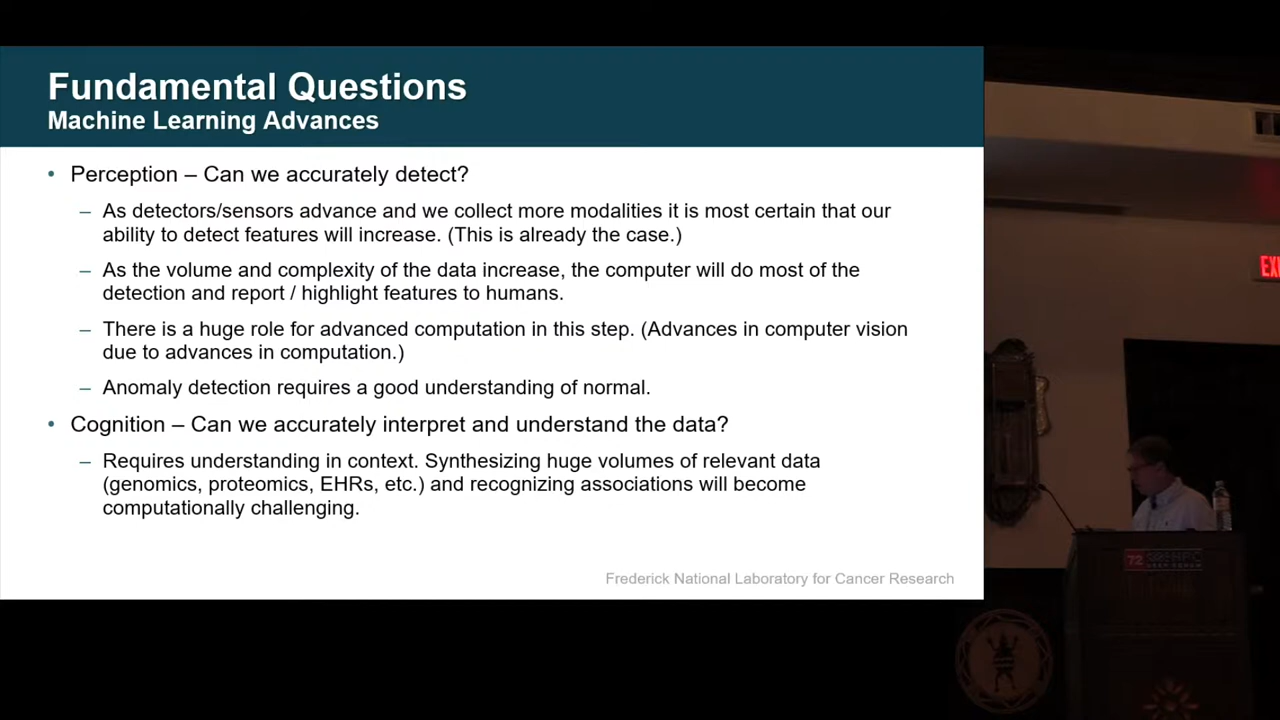 Fundamental Questions
Machine Learning Advances
• Perception – Can we accurately detect?
– As detectors/sensors advance and we collect more modalities it is most certain that our
ability to detect features will increase. (This is already the case.)
– As the volume and complexity of the data increase, the computer will do most of the
detection and report / highlight features to humans.
– There is a huge role for advanced computation in this step. (Advances in computer vision
due to advances in computation.)
– Anomaly detection requires a good understanding of normal.
• Cognition – Can we accurately interpret and understand the data?
– Requires understanding in context. Synthesizing huge volumes of relevant data
(genomics, proteomics, EHRs, etc.) and recognizing associations will become
computationally challenging.
Frederick National Laboratory for Cancer Research
72